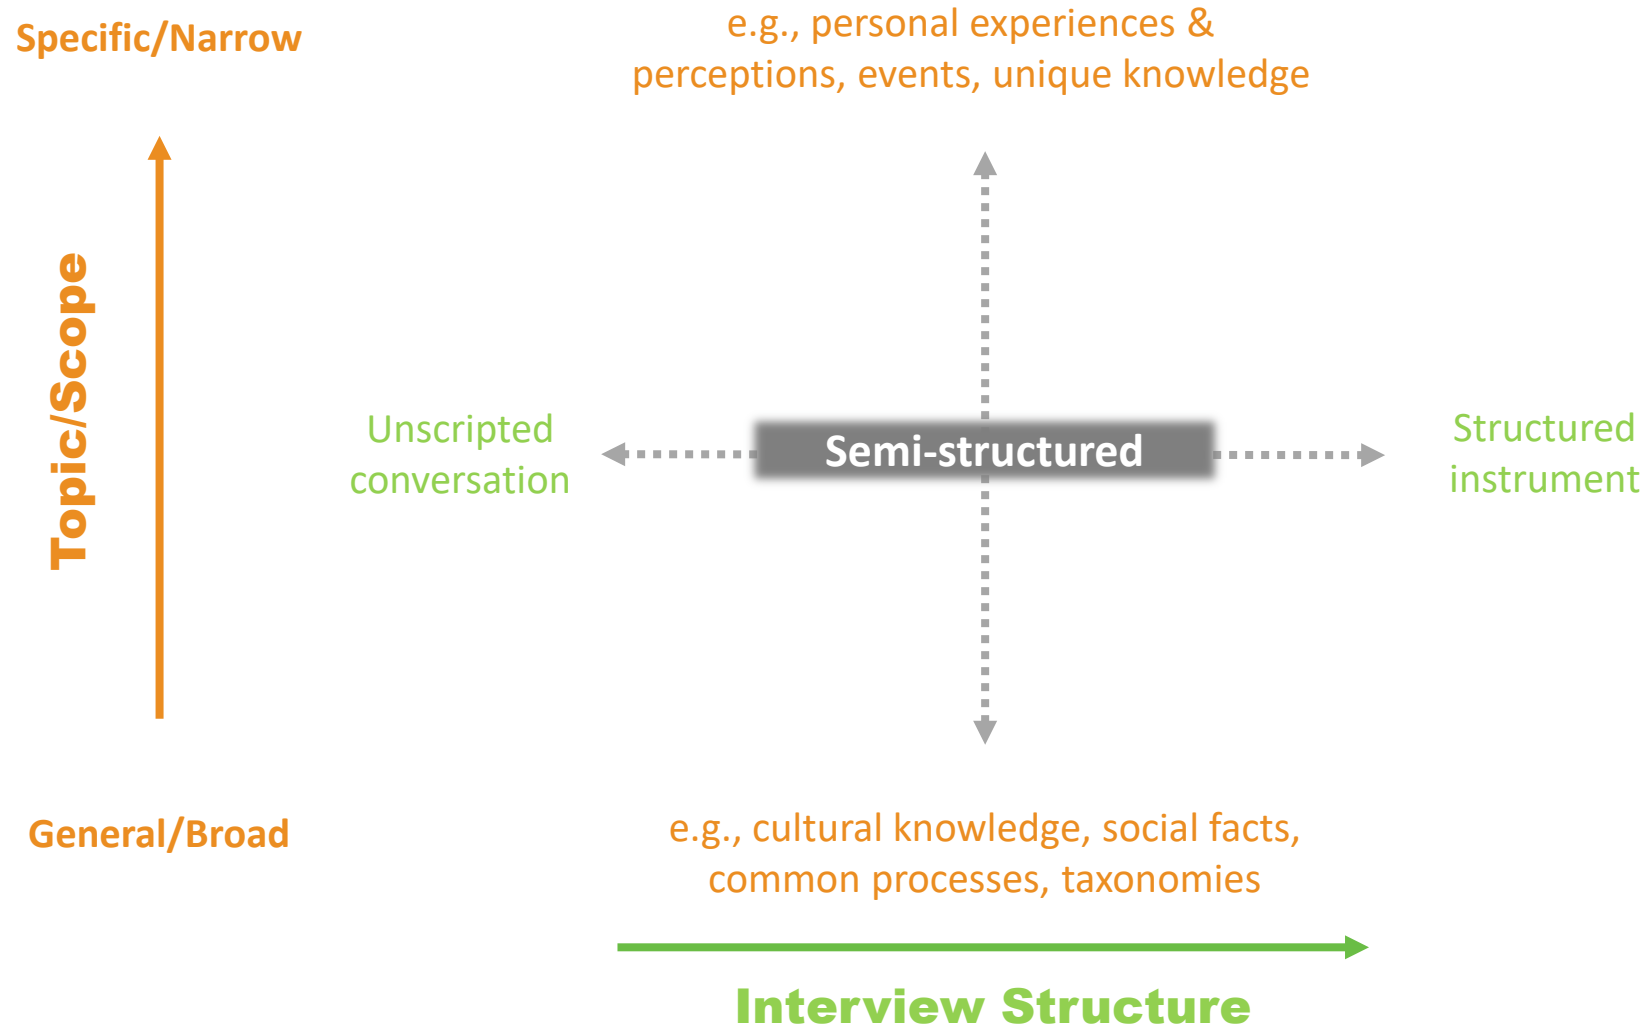 Specific/Narrow
e.g., personal experiences &
perceptions, events, unique knowledge
Topic/Scope
Unscripted
conversation
Semi-structured
Structured
instrument
General/Broad
e.g., cultural knowledge, social facts,
common processes, taxonomies
Interview Structure